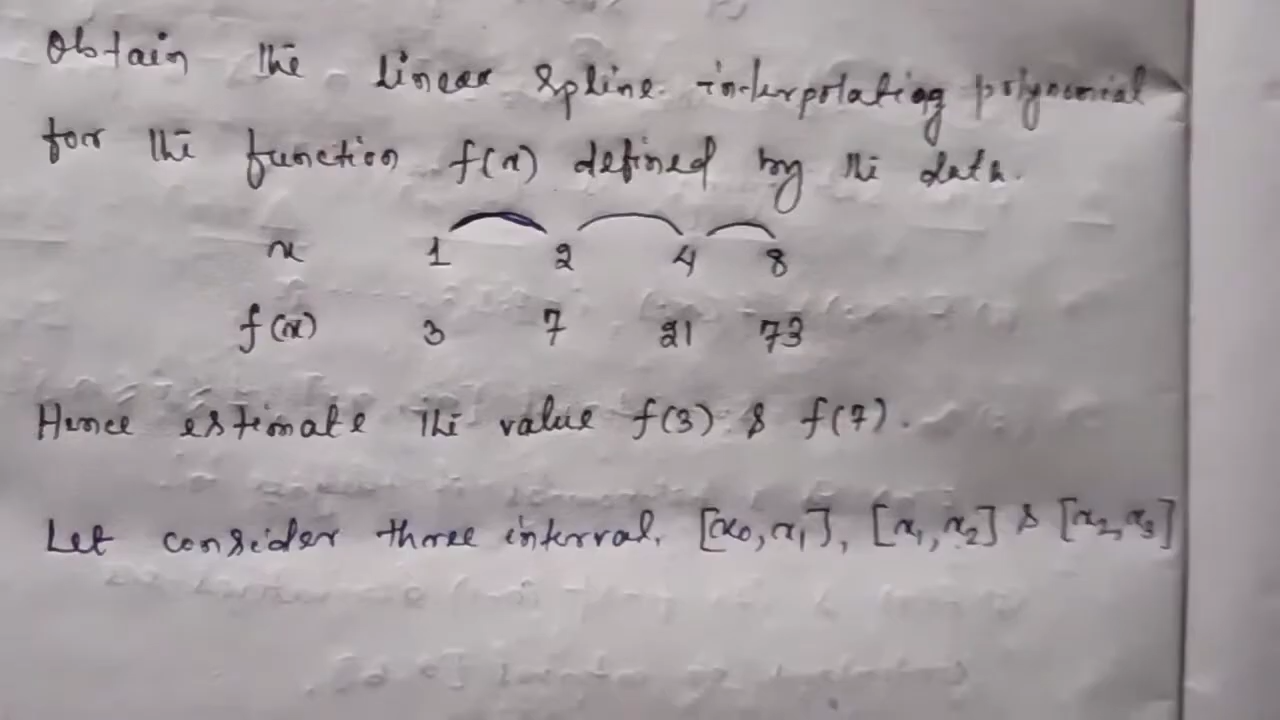 Obtain the linear spline interpolating polynomial
for the function f(x) defined by the data.
x 1 2 4 8
f(x) 3 7 21 73
Hence estimate the value f(3) & f(7).
Let consider three interval, [x₀,x₁], [x₁,x₂] & [x₂,x₃]